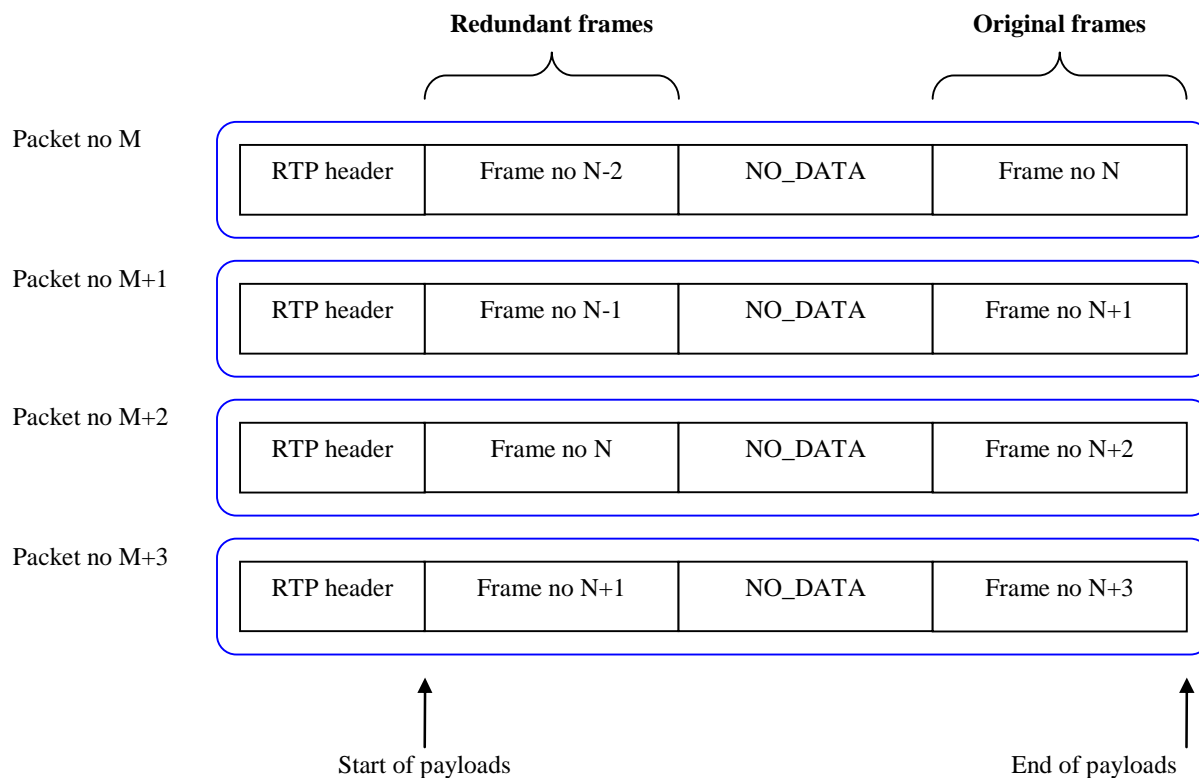 Redundant frames Original frames
Packet no M
RTP header Frame no N-2 NO_DATA Frame no N
Packet no M+1
RTP header Frame no N-1 NO_DATA Frame no N+1
Packet no M+2
RTP header Frame no N NO_DATA Frame no N+2
Packet no M+3
RTP header Frame no N+1 NO_DATA Frame no N+3
Start of payloads End of payloads